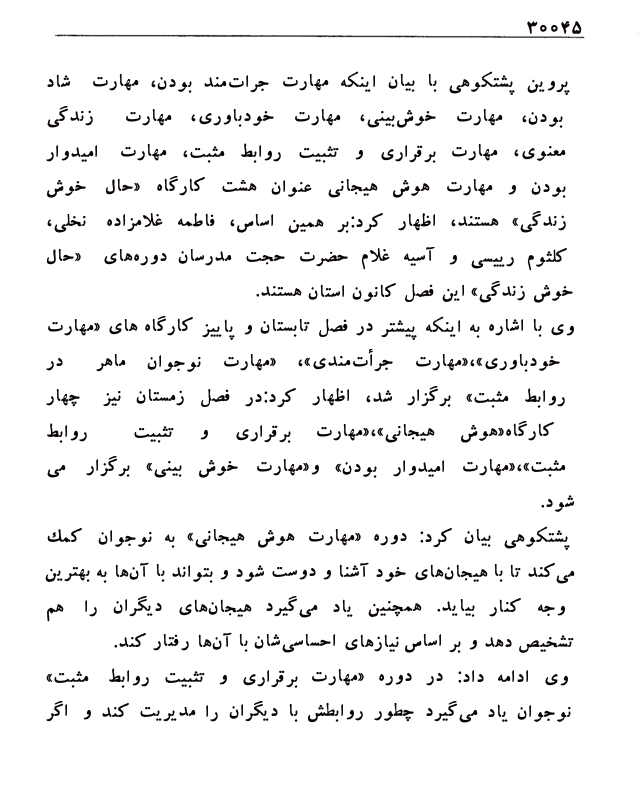 ۳۰۰۴۵
پروین پشتکوهی با بیان اینکه مهارت جرات‌مند بودن، مهارت شاد
بودن، مهارت خوش‌بینی، مهارت خودباوری، مهارت زندگی
معنوی، مهارت برقراری و تثبیت روابط مثبت، مهارت امیدوار
بودن و مهارت هوش هیجانی عنوان هشت کارگاه «حال خوش
زندگی» هستند، اظهار کرد:بر همین اساس، فاطمه غلامزاده نخلی،
کلثوم رییسی و آسیه غلام حضرت حجت مدرسان دوره‌های «حال
خوش زندگی» این فصل کانون استان هستند.
وی با اشاره به اینکه پیشتر در فصل تابستان و پاییز کارگاه های «مهارت
خودباوری»،«مهارت جرأت‌مندی»، «مهارت نوجوان ماهر در
روابط مثبت» برگزار شد، اظهار کرد:در فصل زمستان نیز چهار
کارگاه«هوش هیجانی»،«مهارت برقراری و تثبیت روابط
مثبت»،«مهارت امیدوار بودن» و«مهارت خوش بینی» برگزار می
شود.
پشتکوهی بیان کرد: دوره «مهارت هوش هیجانی» به نوجوان کمك
می‌کند تا با هیجان‌های خود آشنا و دوست شود و بتواند با آن‌ها به بهترین
وجه کنار بیاید. همچنین یاد می‌گیرد هیجان‌های دیگران را هم
تشخیص دهد و بر اساس نیازهای احساسی‌شان با آن‌ها رفتار کند.
وی ادامه داد: در دوره «مهارت برقراری و تثبیت روابط مثبت»
نوجوان یاد می‌گیرد چطور روابطش با دیگران را مدیریت کند و اگر